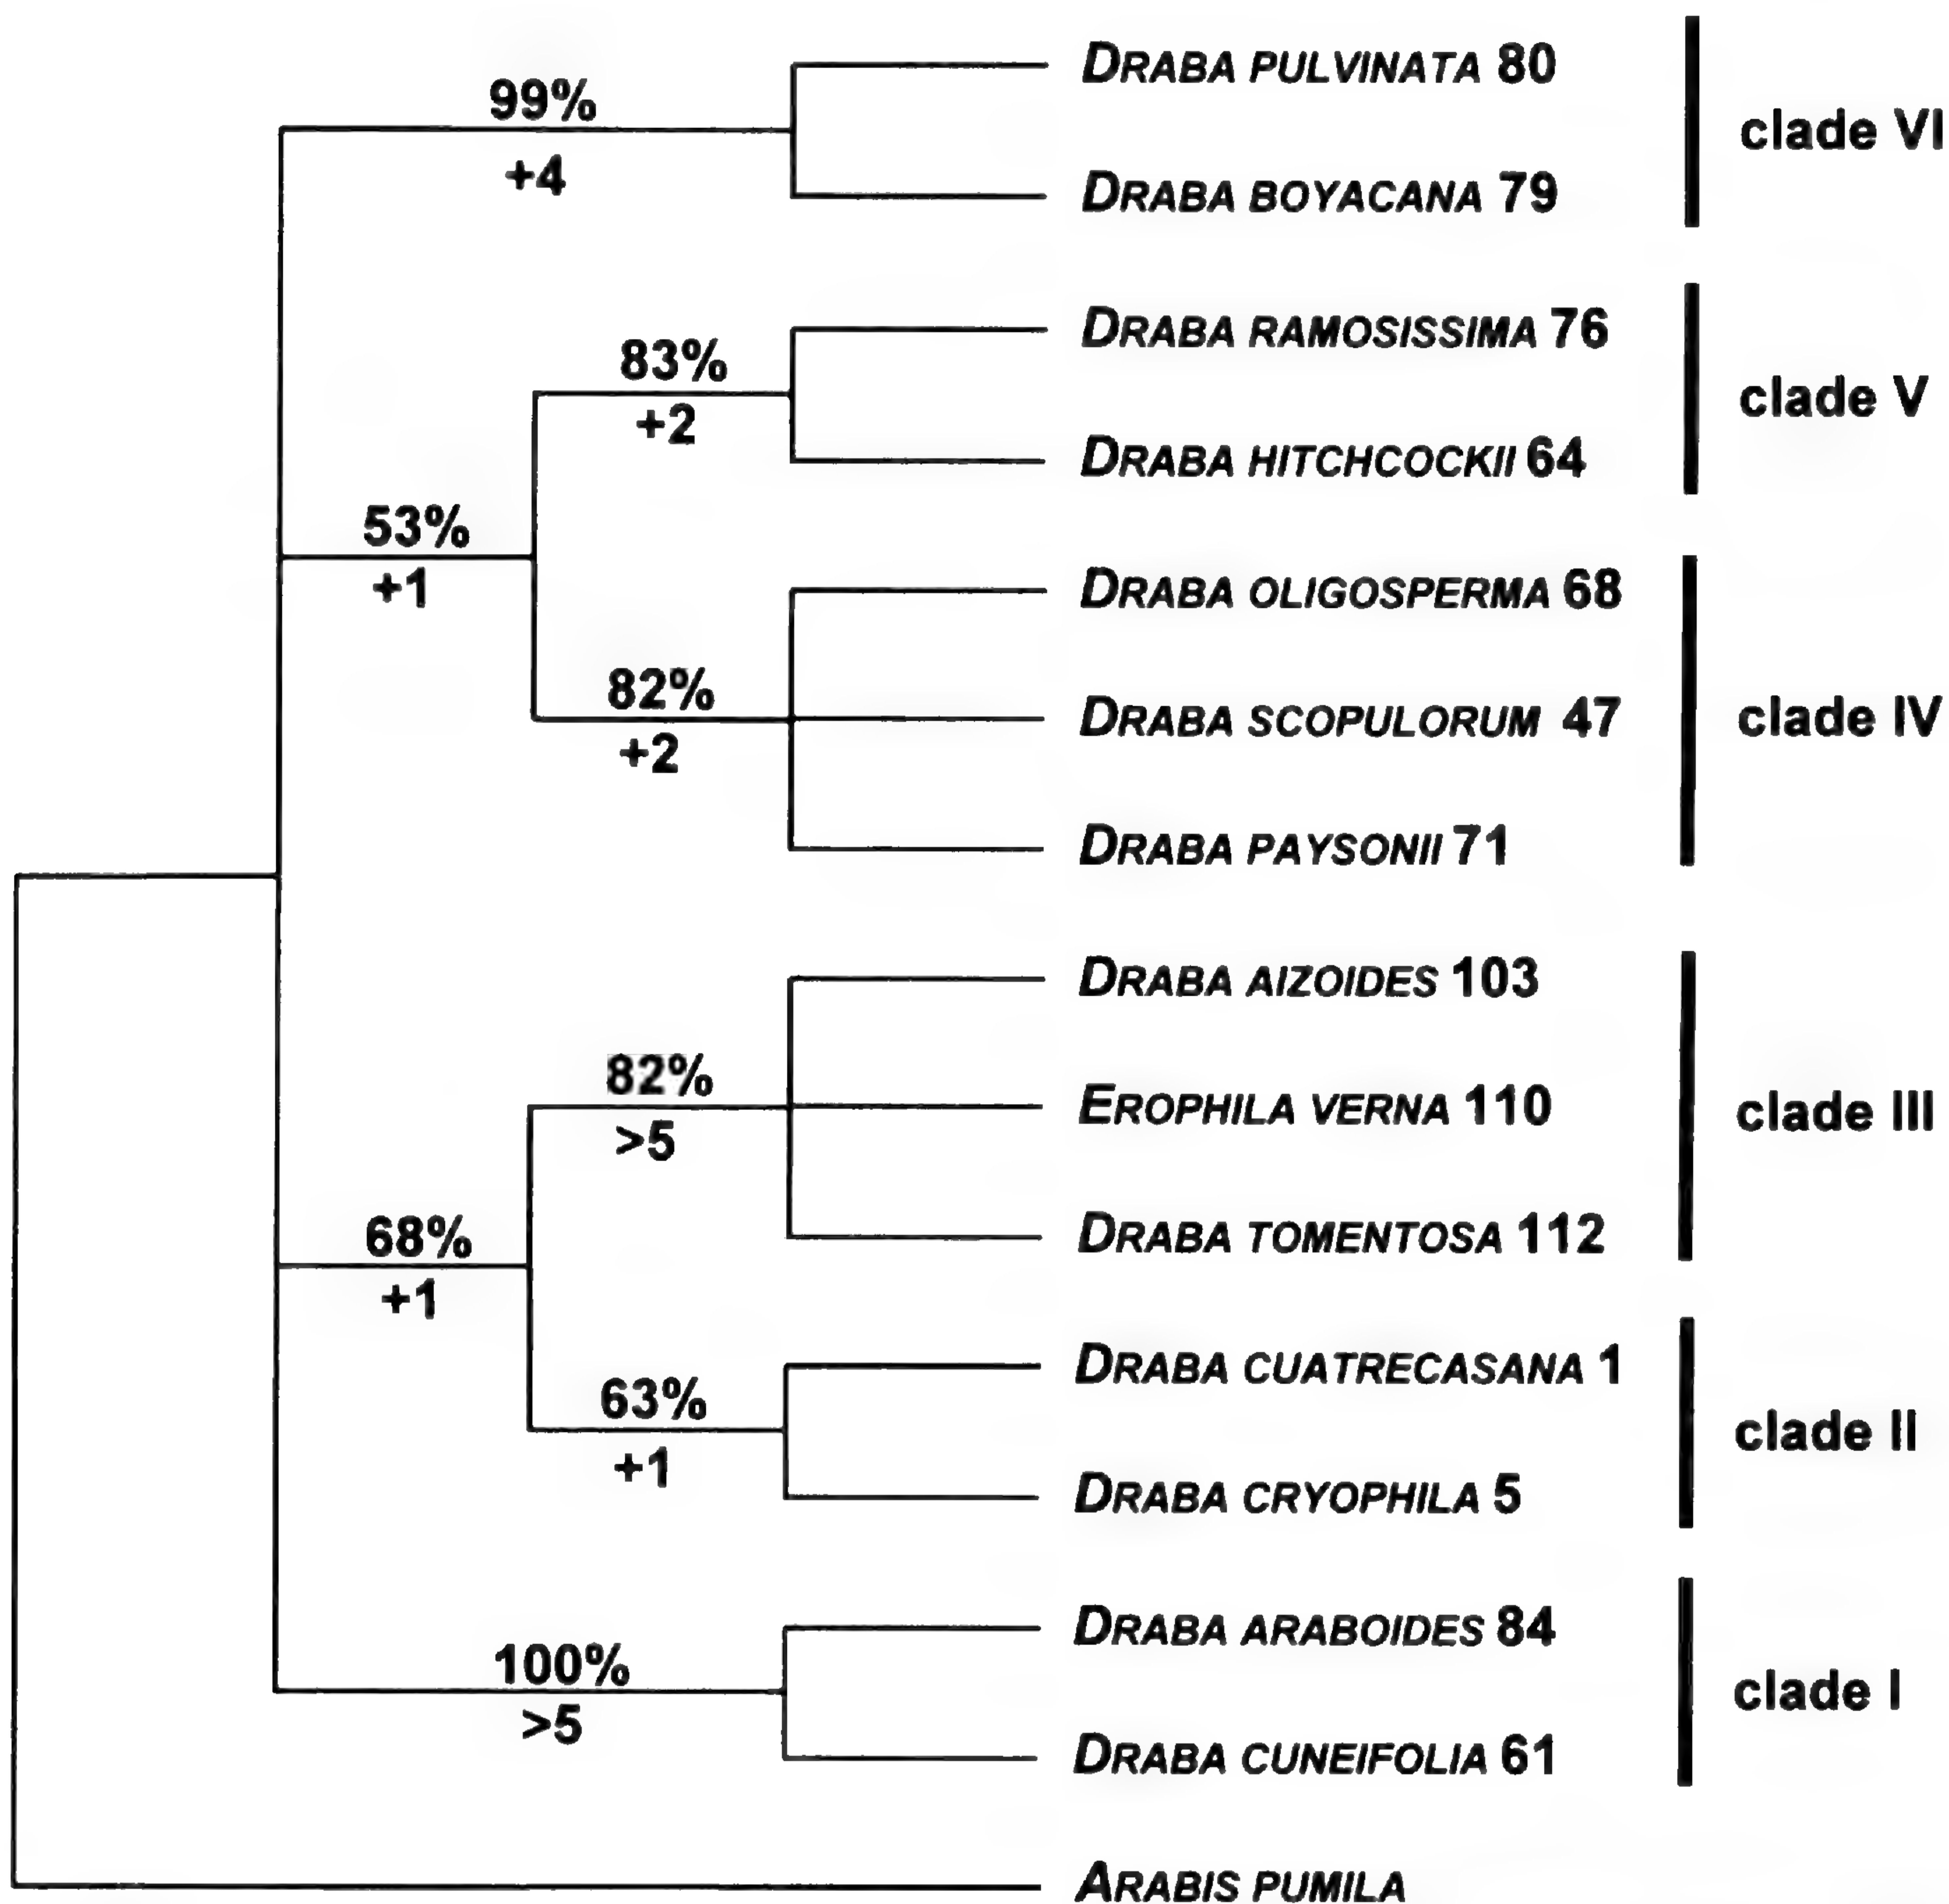 DRABA PULVINATA 80
99%
clade VI
+4
DRABA BOYACANA 79
DRABA RAMOSISSIMA 76
83%
clade V
+2
DRABA HITCHCOCKII 64
53%
+1
DRABA OLIGOSPERMA 68
82%
DRABA SCOPULORUM 47
clade IV
+2
DRABA PAYSONII 71
DRABA AIZOIDES 103
82%
EROPHILA VERNA 110
clade III
>5
DRABA TOMENTOSA 112
68%
+1
DRABA CUATRECASANA 1
63%
clade II
+1
DRABA CRYOPHILA 5
DRABA ARABOIDES 84
100%
clade I
>5
DRABA CUNEIFOLIA 61
ARABIS PUMILA